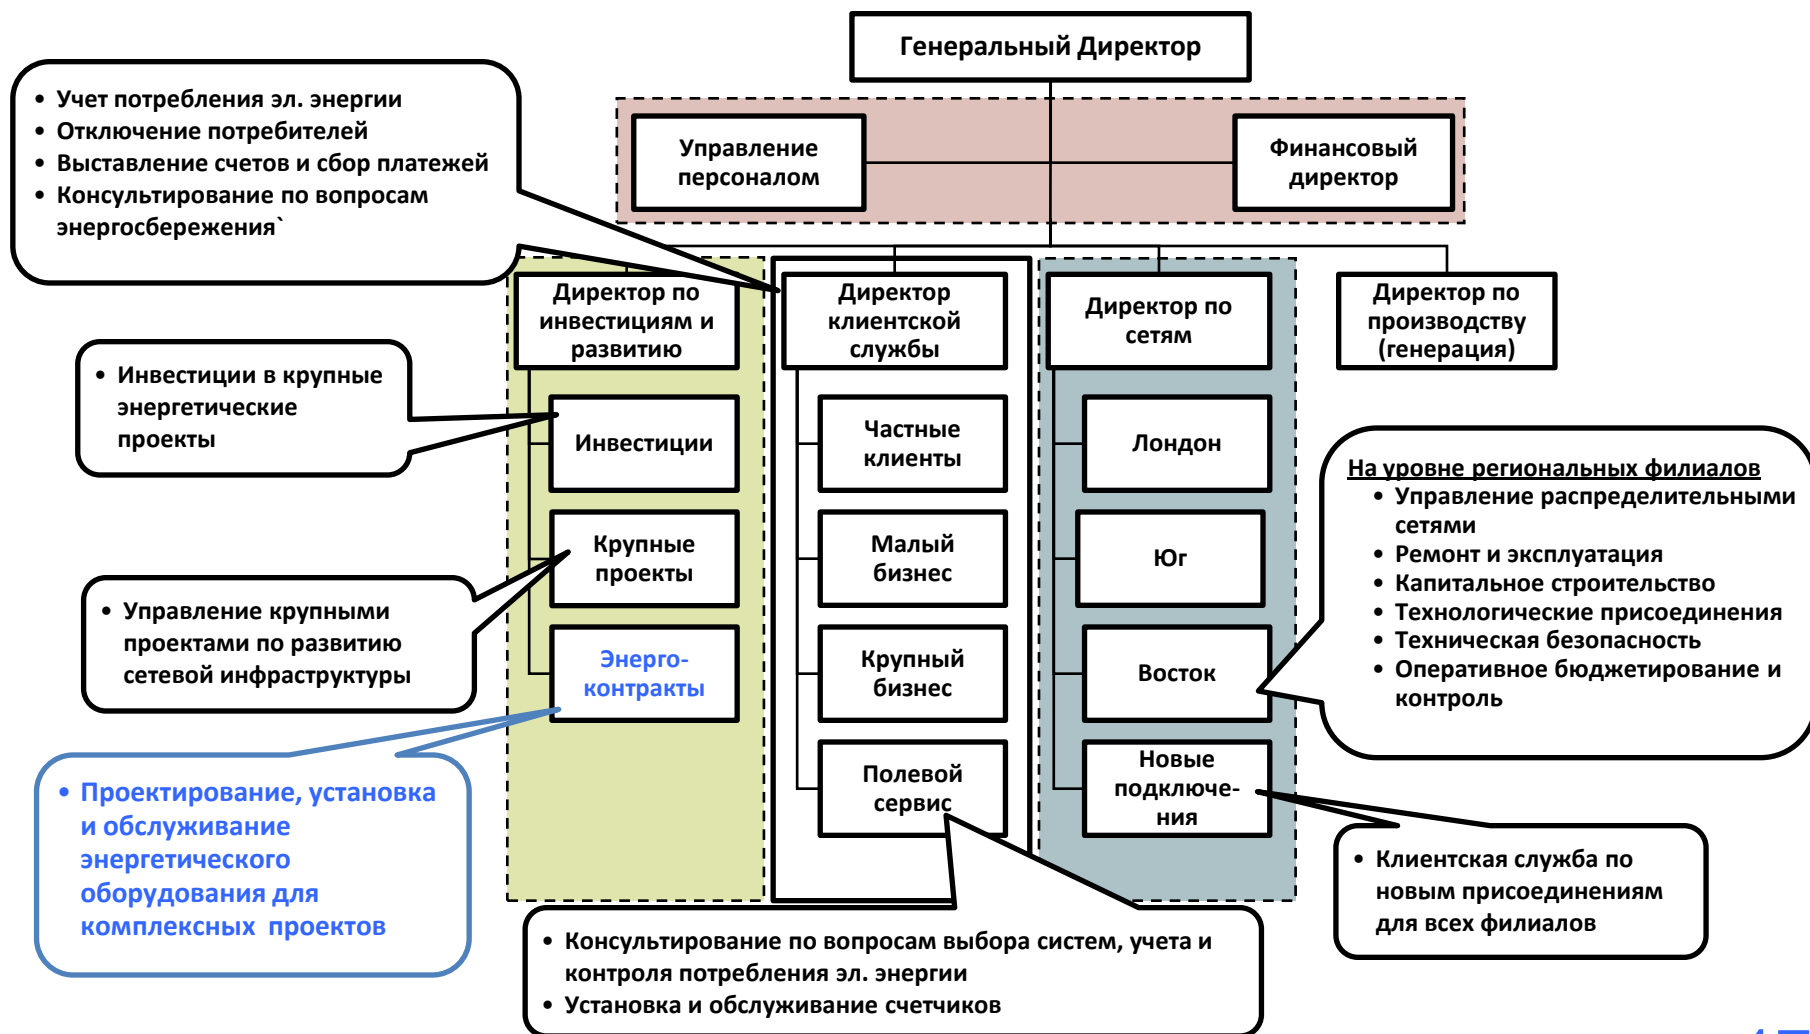 Генеральный Директор
• Учет потребления эл. энергии
• Отключение потребителей
• Выставление счетов и сбор платежей
• Консультирование по вопросам
энергосбережения`
Управление
персоналом
Финансовый
директор
Директор по
инвестициям и
развитию
Директор
клиентской
службы
Директор по
сетям
Директор по
производству
(генерация)
• Инвестиции в крупные
энергетические
проекты
Инвестиции
Частные
клиенты
Лондон
На уровне региональных филиалов
• Управление распределительными
сетями
• Ремонт и эксплуатация
• Капитальное строительство
• Технологические присоединения
• Техническая безопасность
• Оперативное бюджетирование и
контроль
Крупные
проекты
Малый
бизнес
Юг
• Управление крупными
проектами по развитию
сетевой инфраструктуры
Энерго-
контракты
Крупный
бизнес
Восток
• Проектирование, установка
и обслуживание
энергетического
оборудования для
комплексных проектов
Полевой
сервис
Новые
подключе-
ния
• Клиентская служба по
новым присоединениям
для всех филиалов
• Консультирование по вопросам выбора систем, учета и
контроля потребления эл. энергии
• Установка и обслуживание счетчиков